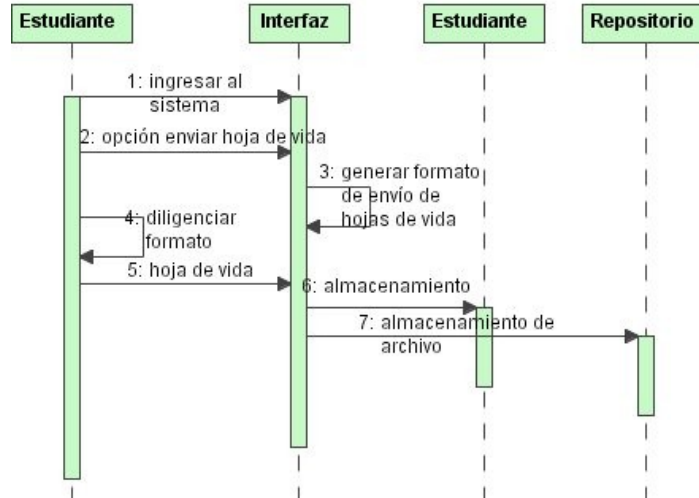 Estudiante
Interfaz
Estudiante
Repositorio
1: ingresar al
sistema
2: opción enviar hoja de vida
3: generar formato
de envío de
hojas de vida
4: diligenciar
formato
5: hoja de vida
6: almacenamiento
7: almacenamiento de
archivo